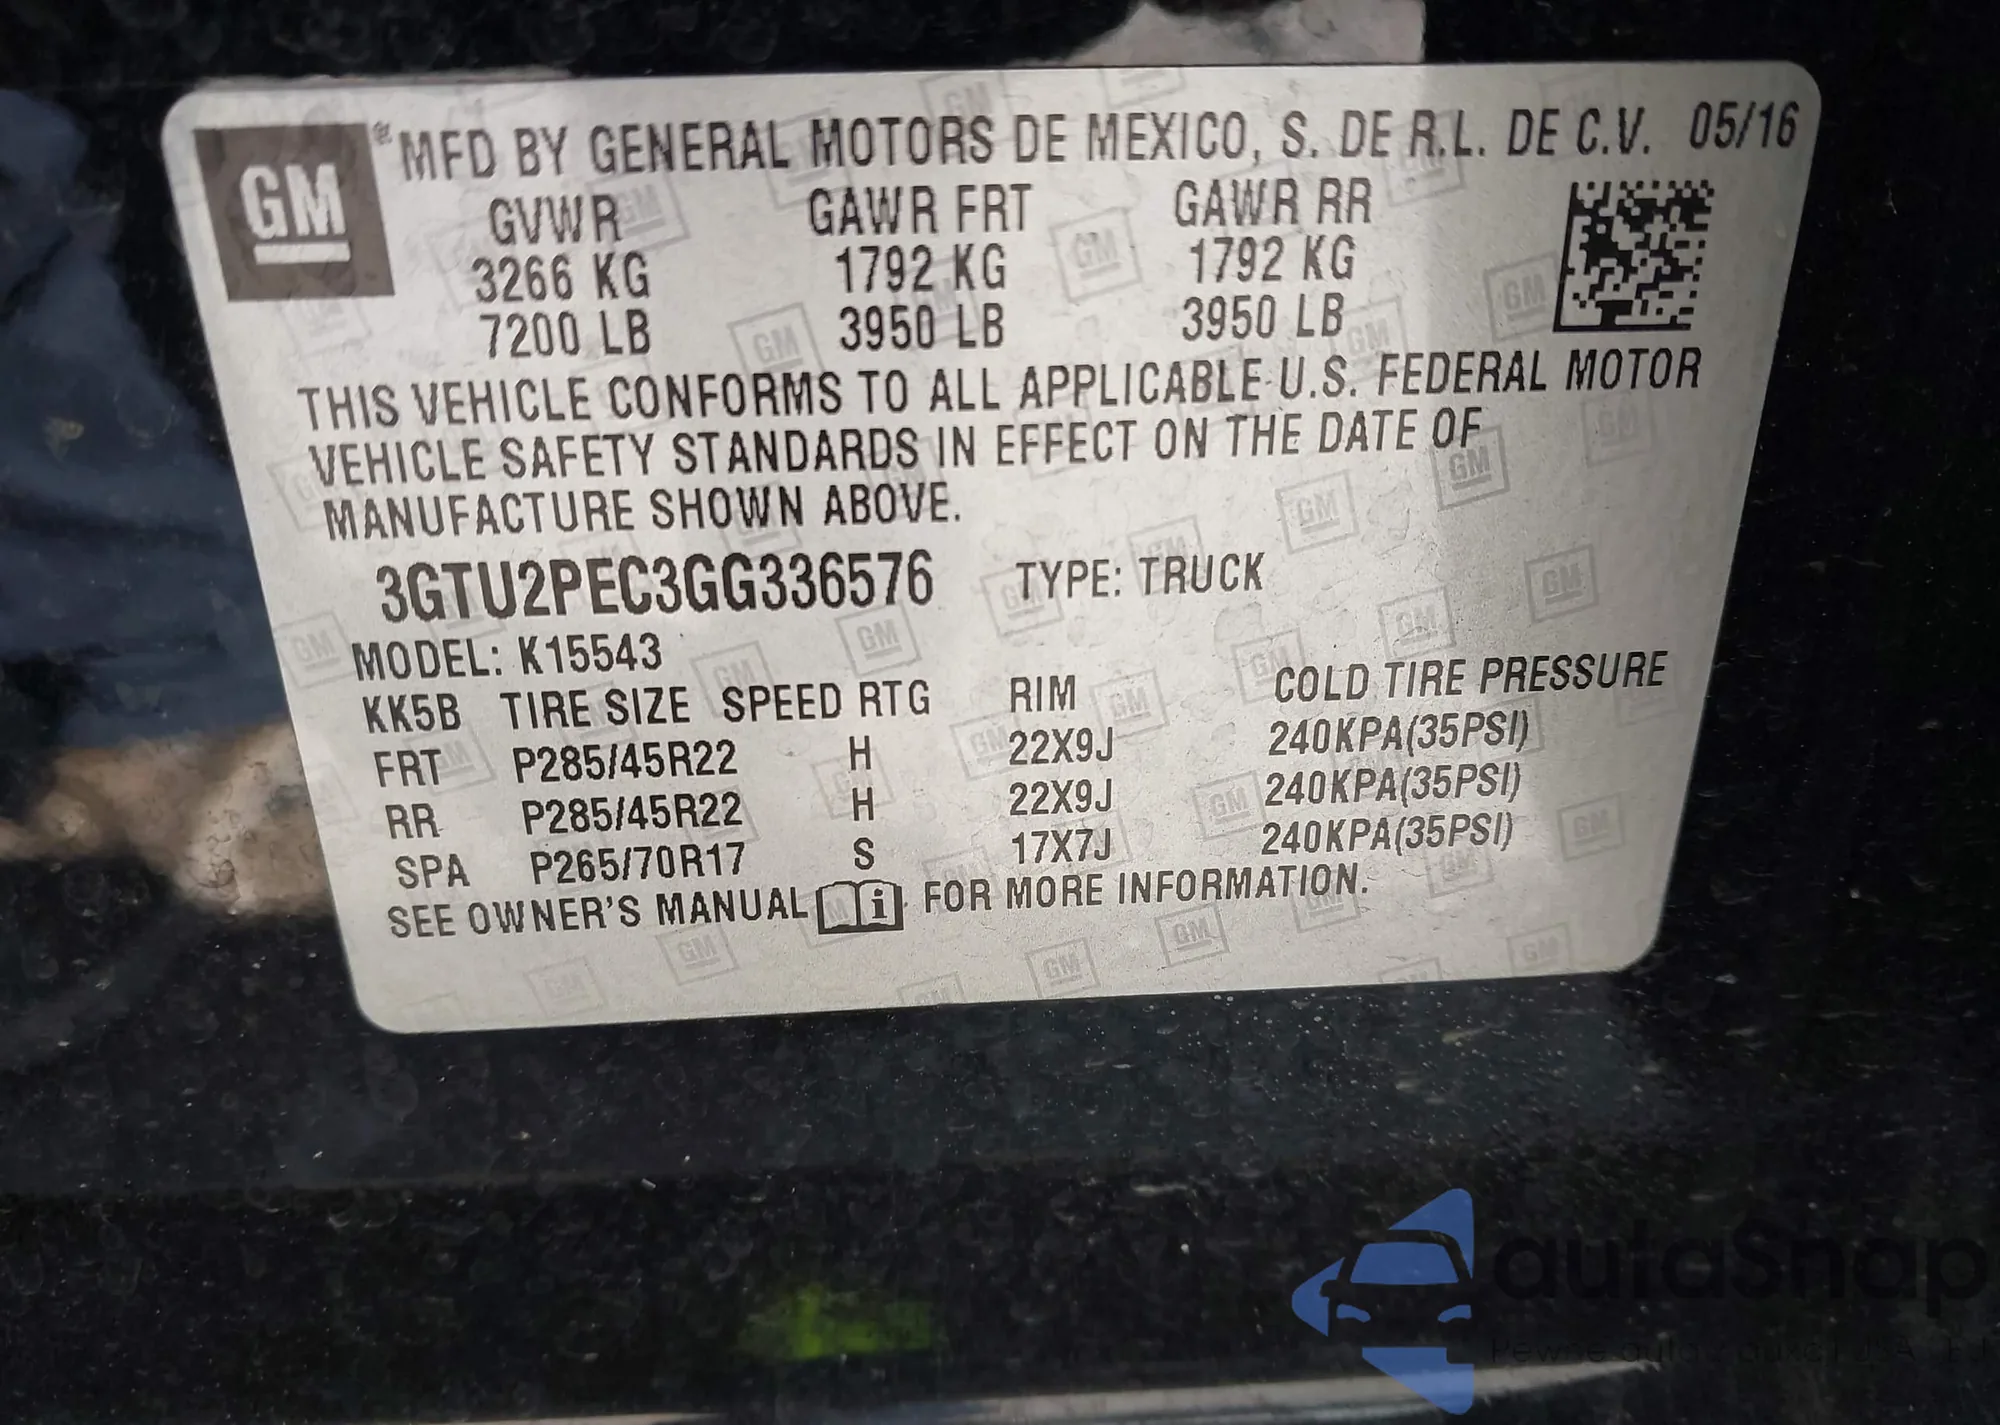 GM
® MFD BY GENERAL MOTORS DE MEXICO, S. DE R.L. DE C.V. 05/16
GVWR GAWR FRT GAWR RR
3266 KG 1792 KG 1792 KG
7200 LB 3950 LB 3950 LB
THIS VEHICLE CONFORMS TO ALL APPLICABLE U.S. FEDERAL MOTOR
VEHICLE SAFETY STANDARDS IN EFFECT ON THE DATE OF
MANUFACTURE SHOWN ABOVE.
3GTU2PEC3GG336576 TYPE: TRUCK
MODEL: K15543
KK5B TIRE SIZE SPEED RTG RIM COLD TIRE PRESSURE
FRT P285/45R22 H 22X9J 240KPA(35PSI)
RR P285/45R22 H 22X9J 240KPA(35PSI)
SPA P265/70R17 S 17X7J 240KPA(35PSI)
SEE OWNER'S MANUAL FOR MORE INFORMATION.
autaSnap
Pewne auta